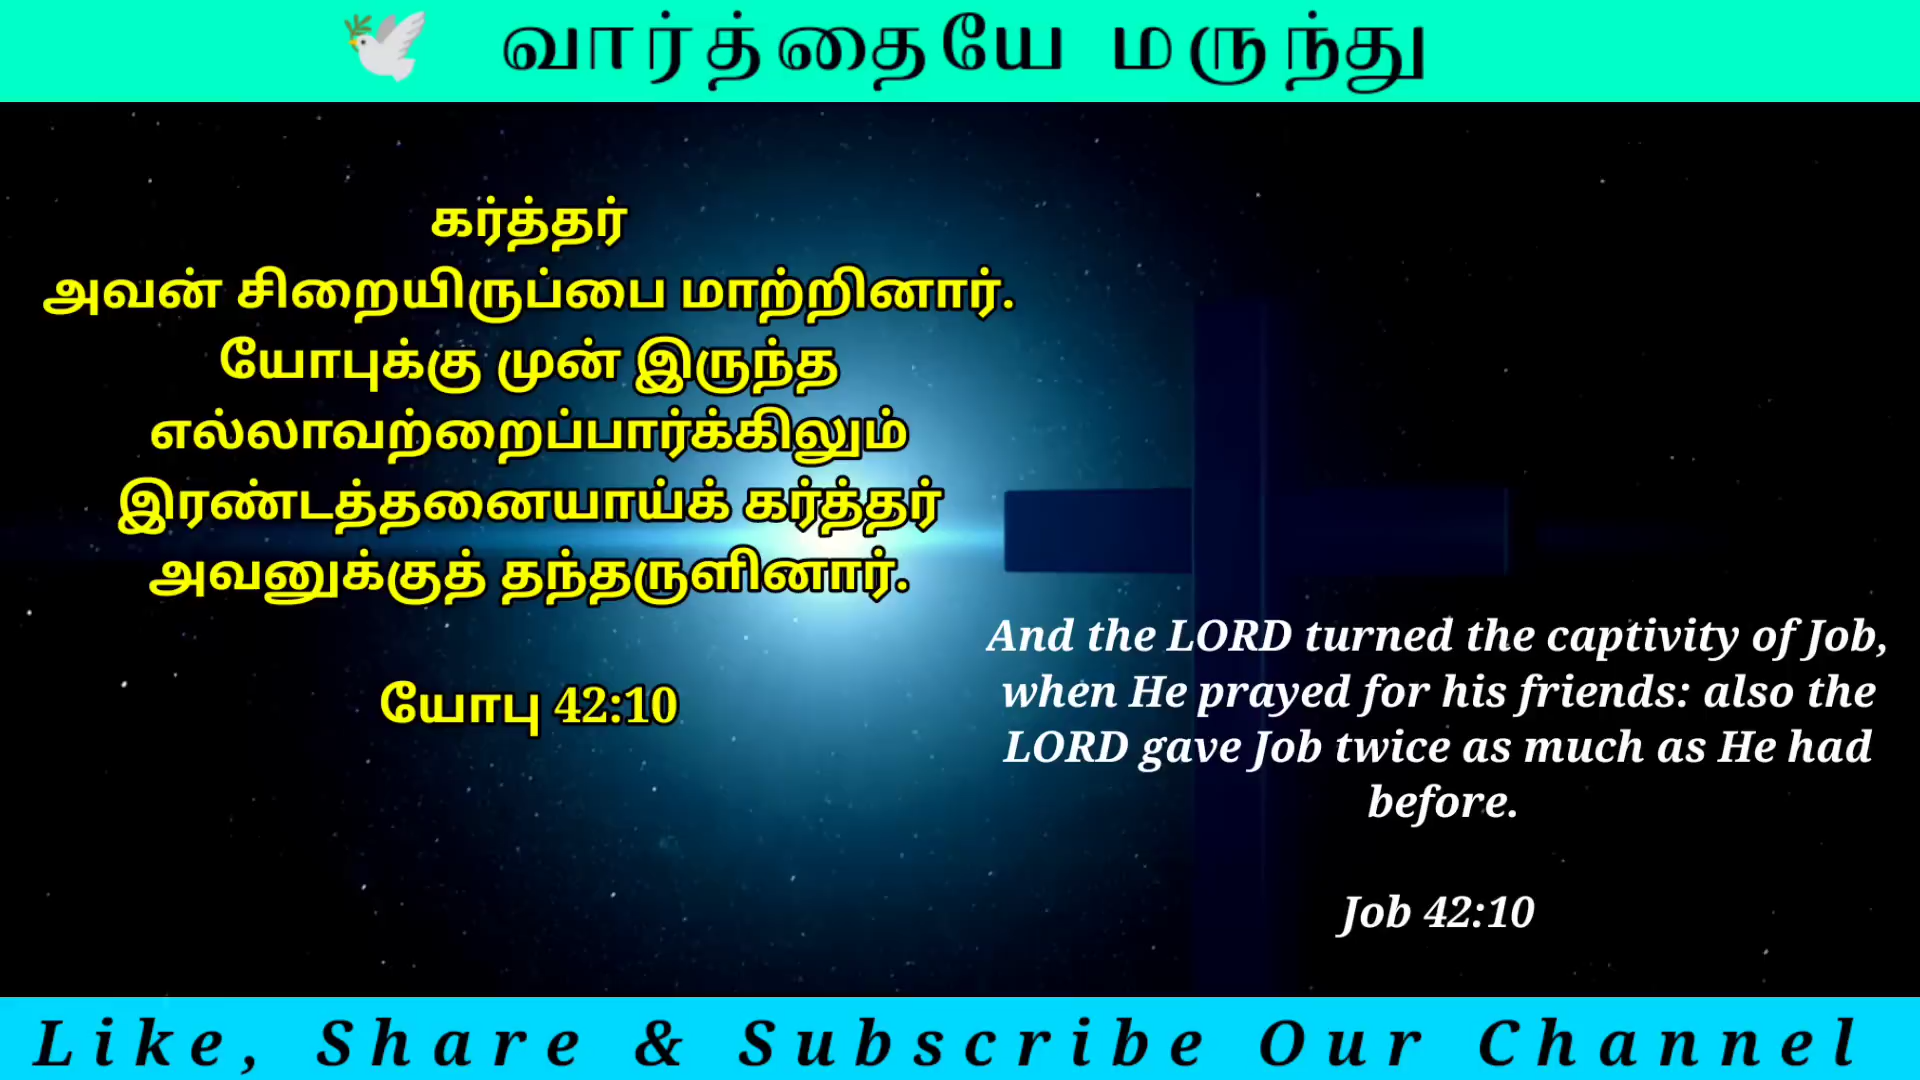 வார்த்தையே மருந்து
கர்த்தர்
அவன் சிறையிருப்பை மாற்றினார்.
யோபுக்கு முன் இருந்த
எல்லாவற்றைப்பார்க்கிலும்
இரண்டத்தனையாய்க் கர்த்தர்
அவனுக்குத் தந்தருளினார்.
யோபு 42:10
And the LORD turned the captivity of Job,
when He prayed for his friends: also the
LORD gave Job twice as much as He had
before.
Job 42:10
Like, Share & Subscribe Our Channel